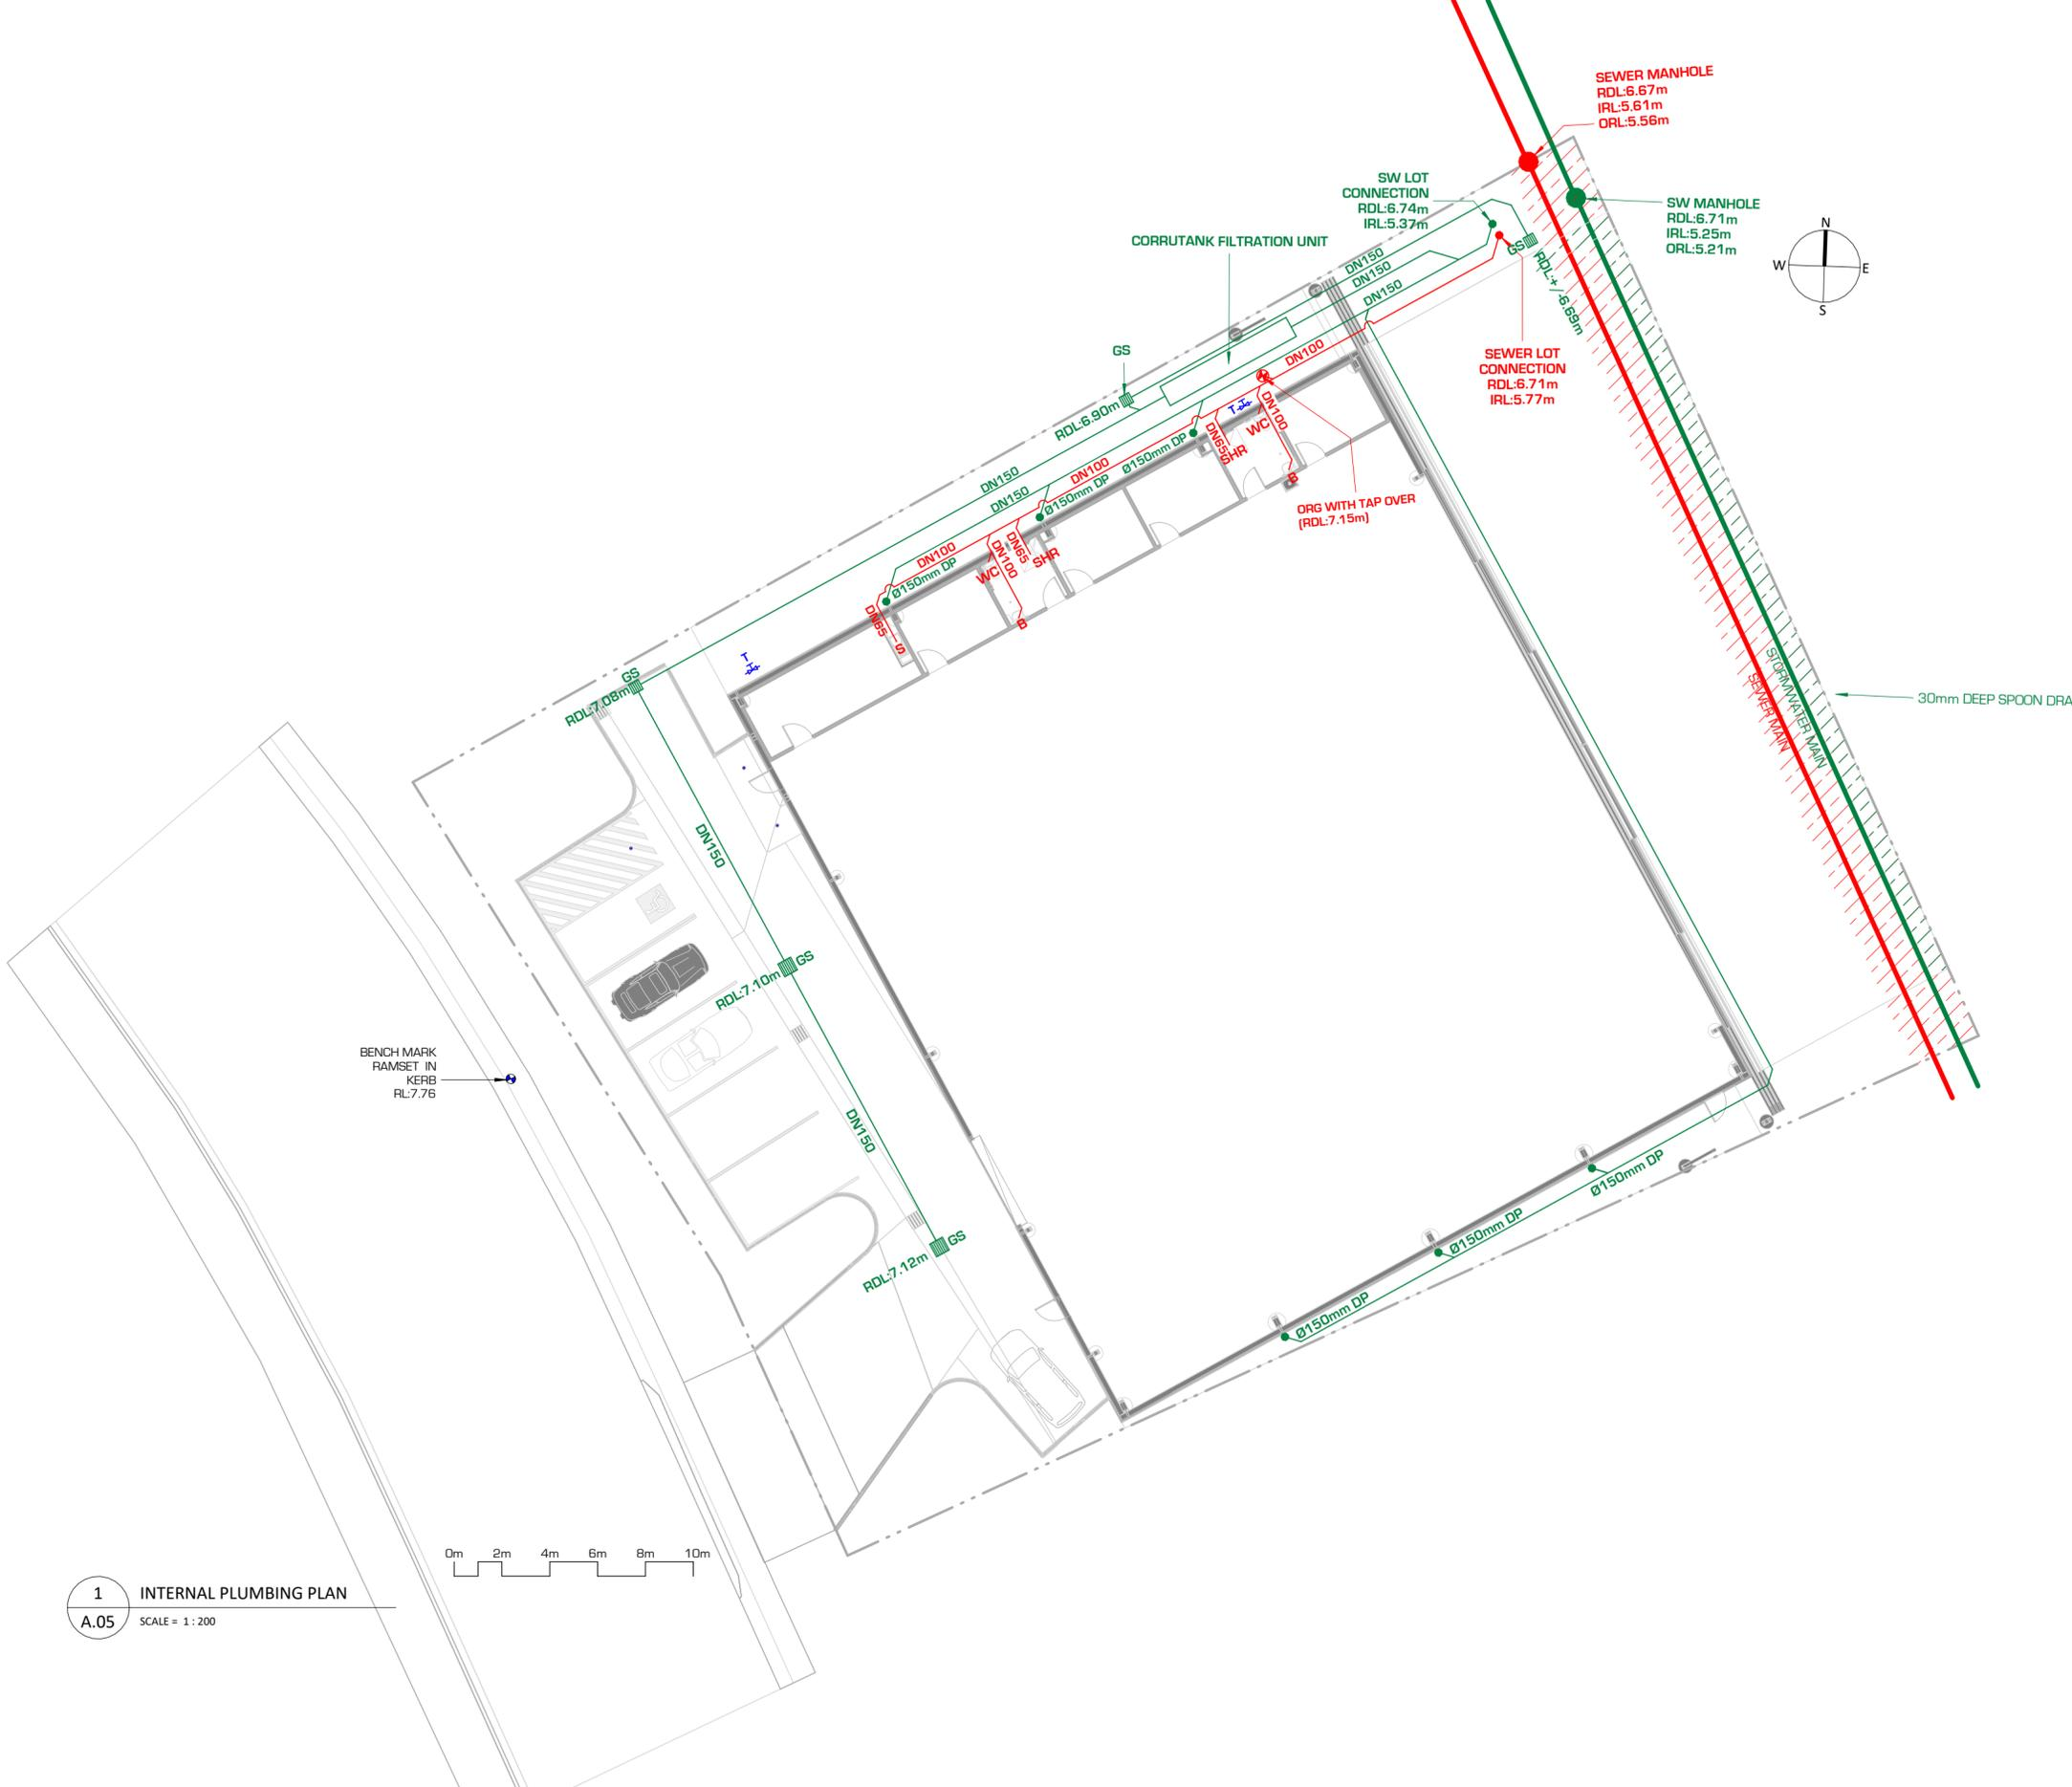 SEWER MANHOLE
RDL:6.67m
IRL:5.61m
ORL:5.56m
SW LOT
CONNECTION
RDL:6.74m
IRL:5.37m
SW MANHOLE
RDL:6.71m
IRL:5.25m
ORL:5.21m
N
W
E
S
CORRUTANK FILTRATION UNIT
DN150
DN150
DN150
GS
RDL:+/-6.69m
SEWER LOT
CONNECTION
RDL:6.71m
IRL:5.77m
GS
RDL:6.90m
DN100
T
DN100
WC
DN65
SHR
B
Ø150mm DP
ORG WITH TAP OVER
(RDL:7.15m)
DN150
DN150
DN100
Ø150mm DP
DN100
Ø150mm DP
DN65
SHR
DN100
WC
B
DN65
S
T
GS
RDL:7.08m
SEWER MAIN
STORMWATER MAIN
30mm DEEP SPOON DRA
DN150
GS
RDL:7.10m
BENCH MARK
RAMSET IN
KERB
RL:7.76
DN150
GS
RDL:7.12m
Ø150mm DP
Ø150mm DP
Ø150mm DP
0m 2m 4m 6m 8m 10m
1
A.05
INTERNAL PLUMBING PLAN
SCALE = 1 : 200